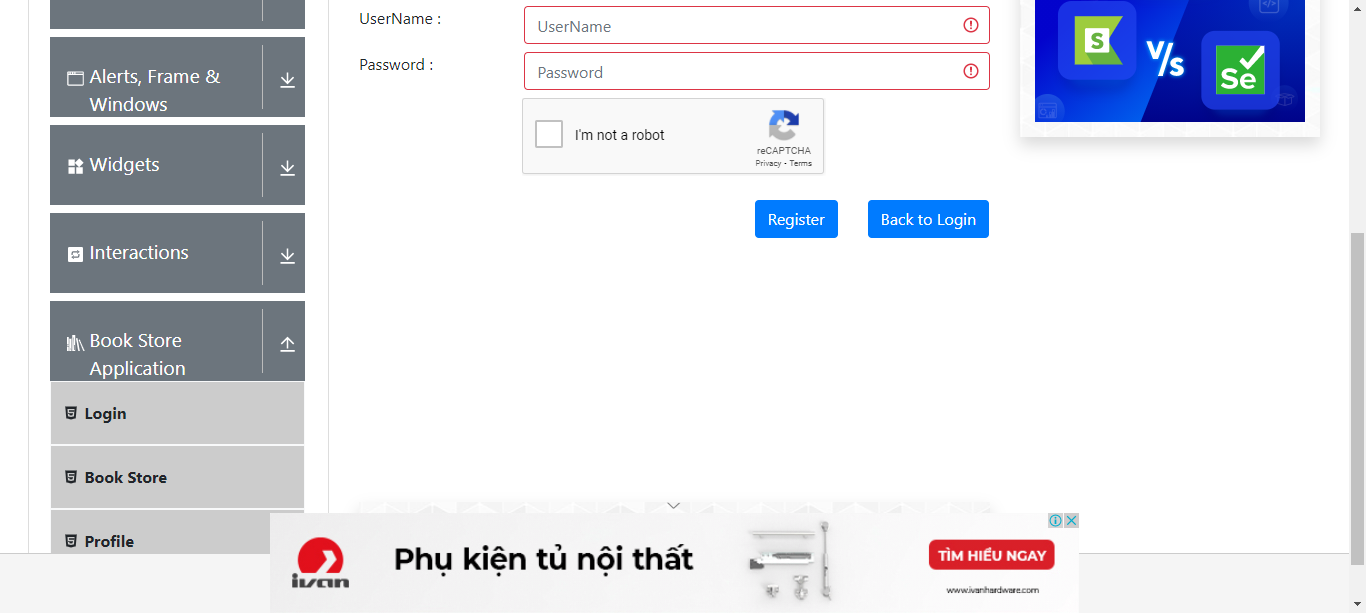 UserName :
UserName
Alerts, Frame &
Windows
Password :
Password
I'm not a robot
reCAPTCHA
Privacy - Terms
S
V/s
Se
Widgets
Register
Back to Login
Interactions
Book Store
Application
Login
Book Store
Profile
ivan
Phụ kiện tủ nội thất
TÌM HIỂU NGAY
www.ivanhardware.com